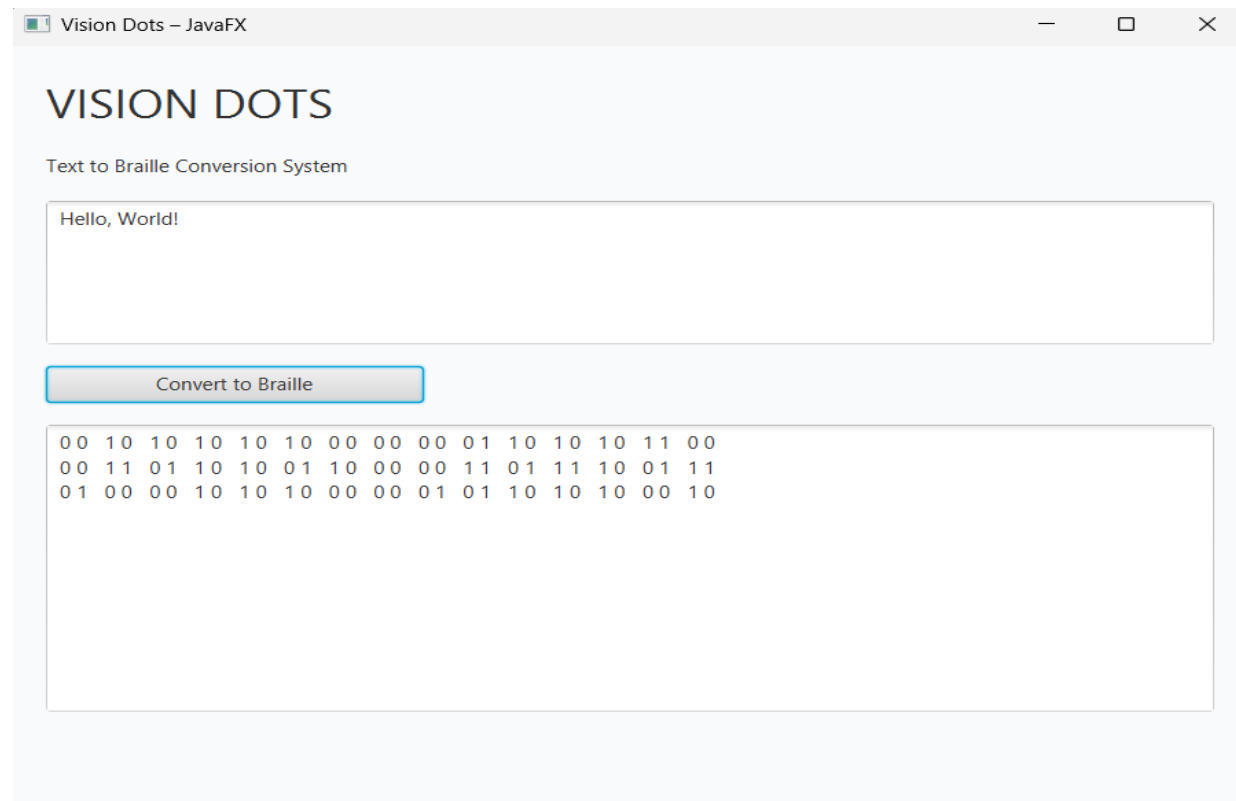 Vision Dots – JavaFX
VISION DOTS
Text to Braille Conversion System
Hello, World!
Convert to Braille
00 10 10 10 10 10 00 00 00 01 10 10 10 11 00
00 11 01 10 10 01 10 00 00 11 01 11 10 01 11
01 00 00 10 10 10 00 00 01 01 10 10 10 00 10